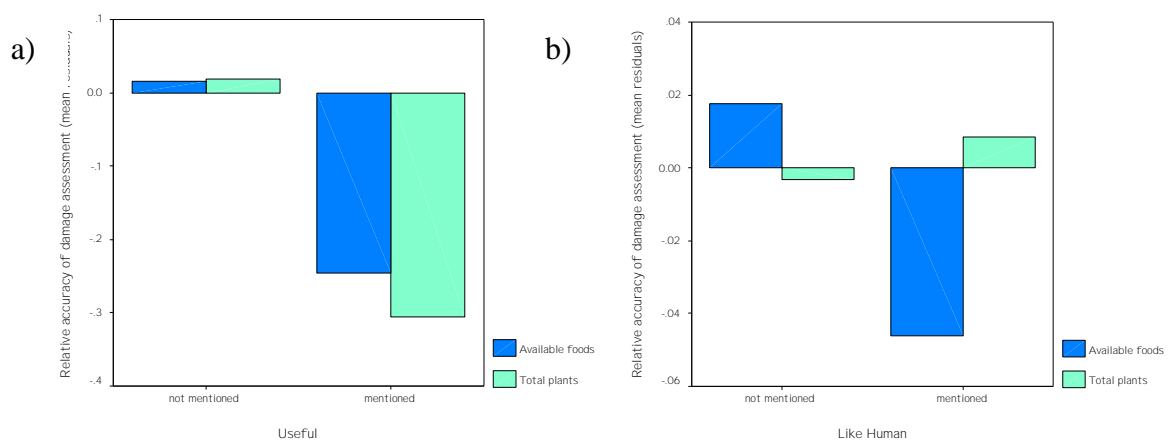 a)
Relative accuracy of damage assessment (mean
.1
0.0
-.1
-.2
-.3
-.4
not mentioned
mentioned
Useful
Available foods
Total plants
b)
Relative accuracy of damage assessment (mean residuals)
.04
.02
0.00
-.02
-.04
-.06
not mentioned
mentioned
Like Human
Available foods
Total plants